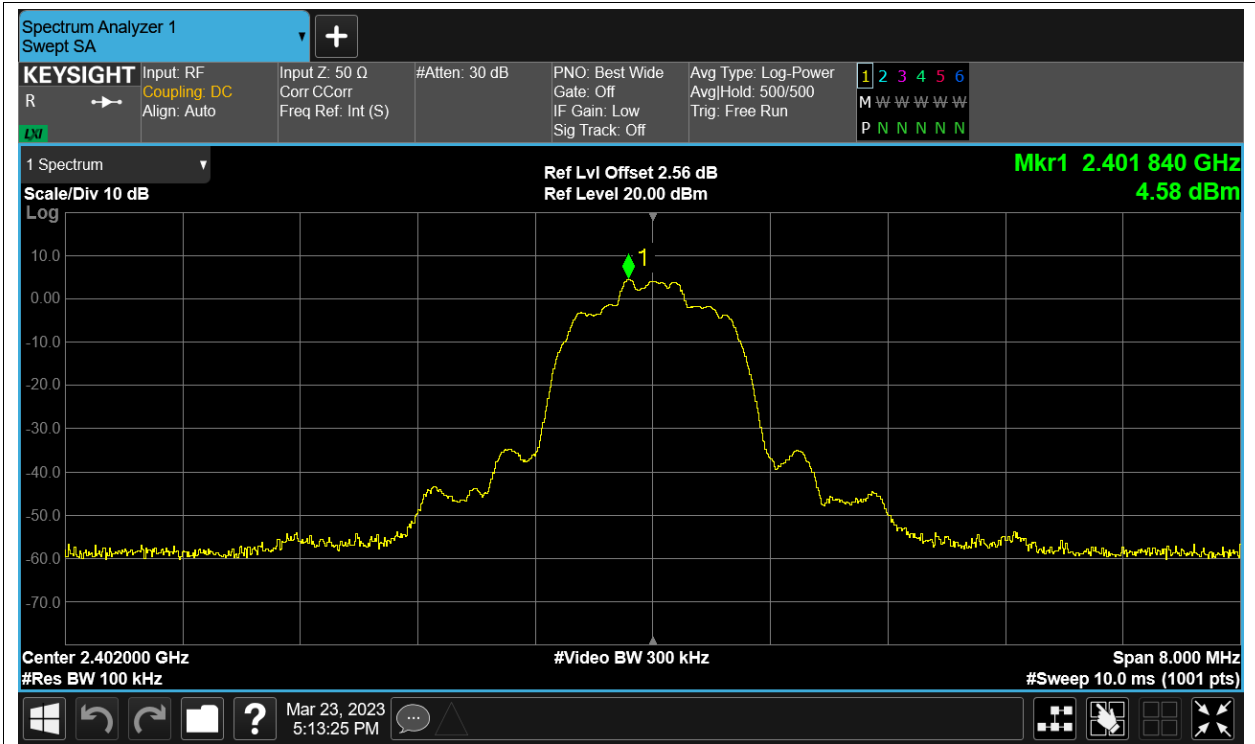 Spectrum Analyzer 1
Swept SA
KEYSIGHT
R
LXI
Input: RF
Coupling: DC
Align: Auto
Input Z: 50 Ω
Corr CCorr
Freq Ref: Int (S)
#Atten: 30 dB
PNO: Best Wide
Gate: Off
IF Gain: Low
Sig Track: Off
Avg Type: Log-Power
Avg|Hold: 500/500
Trig: Free Run
1 2 3 4 5 6
M W W W W W
P N N N N N
1 Spectrum
Scale/Div 10 dB
Log
Ref Lvl Offset 2.56 dB
Ref Level 20.00 dBm
Mkr1 2.401 840 GHz
4.58 dBm
1
10.0
0.00
-10.0
-20.0
-30.0
-40.0
-50.0
-60.0
-70.0
Center 2.402000 GHz
#Res BW 100 kHz
#Video BW 300 kHz
Span 8.000 MHz
#Sweep 10.0 ms (1001 pts)
?
Mar 23, 2023
5:13:25 PM